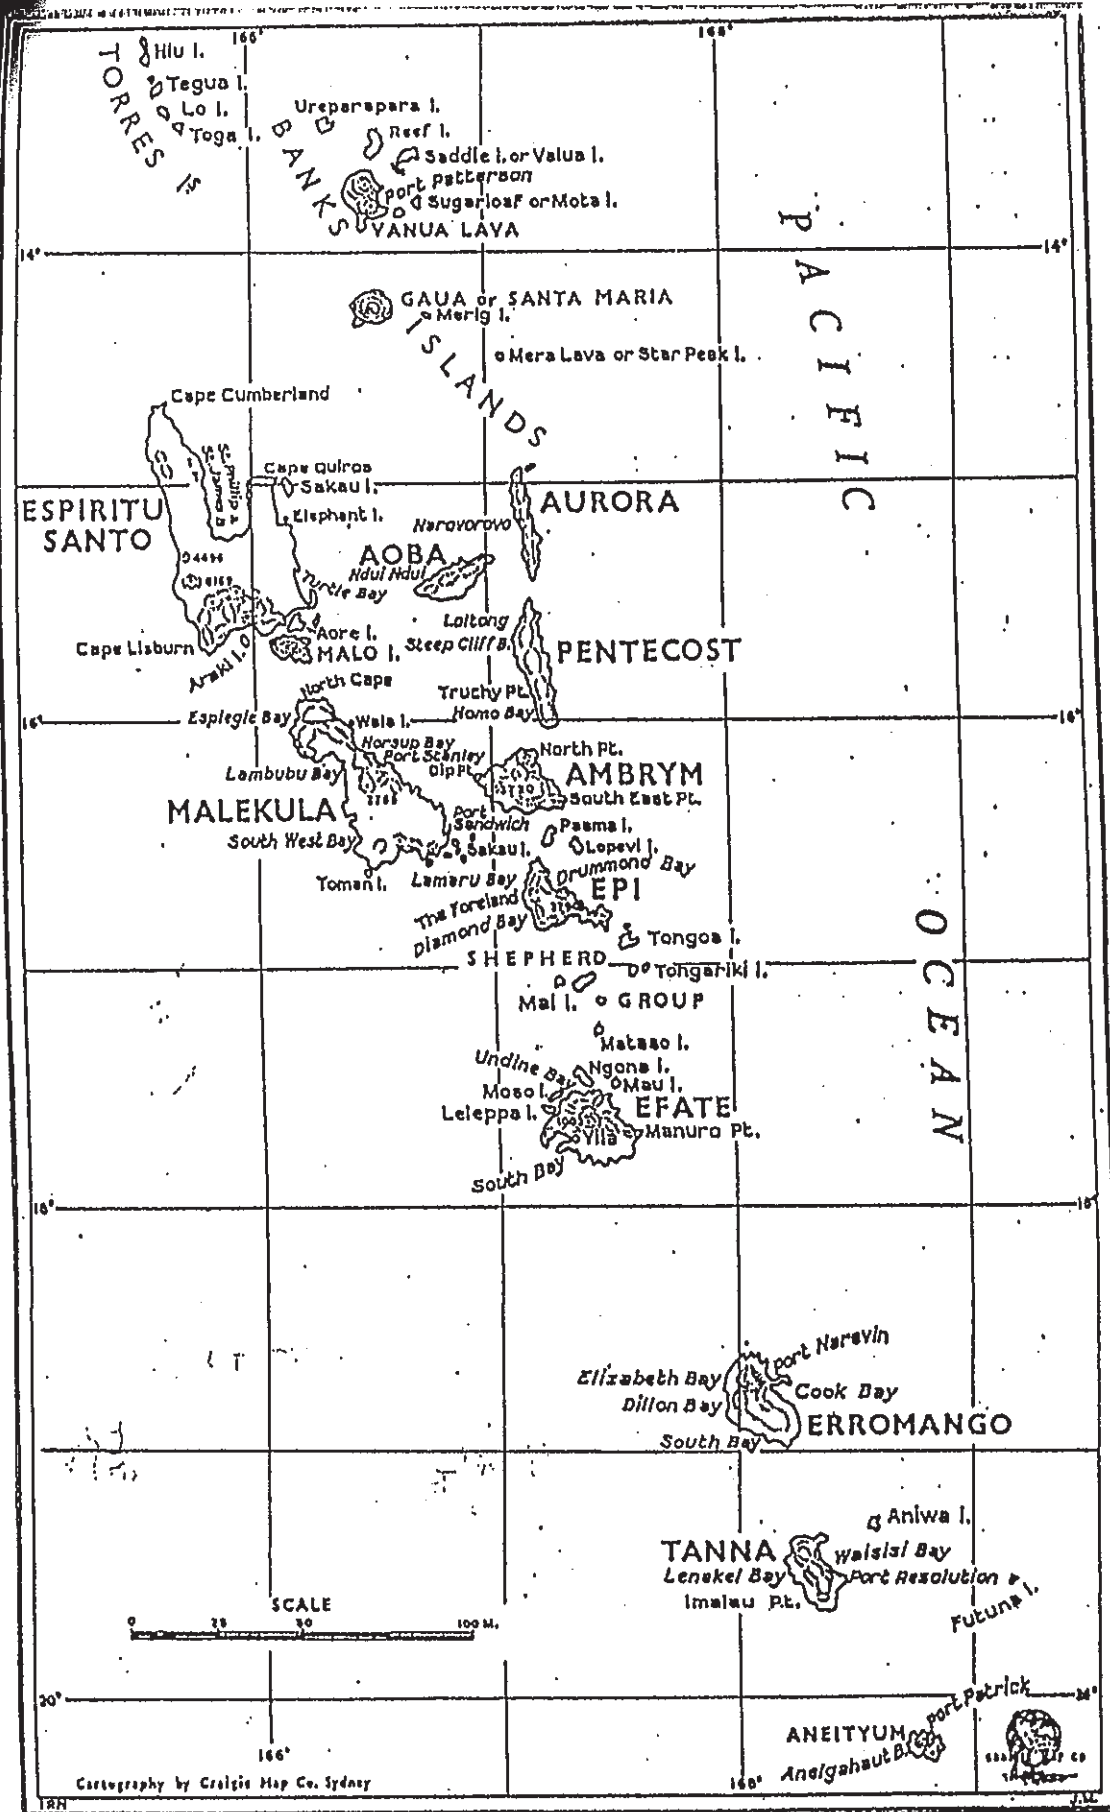 166°
168°
TORRES Is.
Hiu I.
Tegua I.
Lo I.
Toga I.
BANKS
Ureparapara I.
Reef I.
Saddle I. or Valua I.
Port Patterson
Sugarloaf or Mota I.
VANUA LAVA
14°
14°
PACIFIC
GAUA or SANTA MARIA
Merig I.
ISLANDS
Mera Lava or Star Peak I.
Cape Cumberland
Cape Quiros
Sakau I.
ESPIRITU
SANTO
Elephant I.
AURORA
Narovorovo
AOBA
Ndui Ndui
Turtle Bay
Loltong
Steep Cliff B.
Aore I.
MALO I.
Cape Lisburn
Araki I.
PENTECOST
North Cape
Truchy Pt.
Homo Bay
16°
Esplegle Bay
Wala I.
16°
Norsup Bay
Port Stanley
North Pt.
Dip Pt.
Lambubu Bay
AMBRYM
South East Pt.
MALEKULA
Port
Sandwich
Paama I.
South West Bay
Sakau I.
Lopevi I.
Toman I.
Lamaru Bay
Drummond Bay
EPI
The Foreland
Diamond Bay
Tongoa I.
SHEPHERD
Tongariki I.
Mai I.
GROUP
OCEAN
Mataso I.
Undine Bay
Ngona I.
Moso I.
Mau I.
Leleppa I.
EFATE
Vila
Manuro Pt.
South Bay
18°
18°
Port Narevin
Elizabeth Bay
Cook Bay
Dillon Bay
ERROMANGO
South Bay
Aniwa I.
TANNA
Waisisi Bay
Lenakel Bay
Port Resolution
Imalau Pt.
Futuna I.
SCALE
0 25 50 100 M.
20°
20°
Port Patrick
ANEITYUM
Anelgahaut B.
166°
168°
Cartography by Craigie Map Co. Sydney
IRH